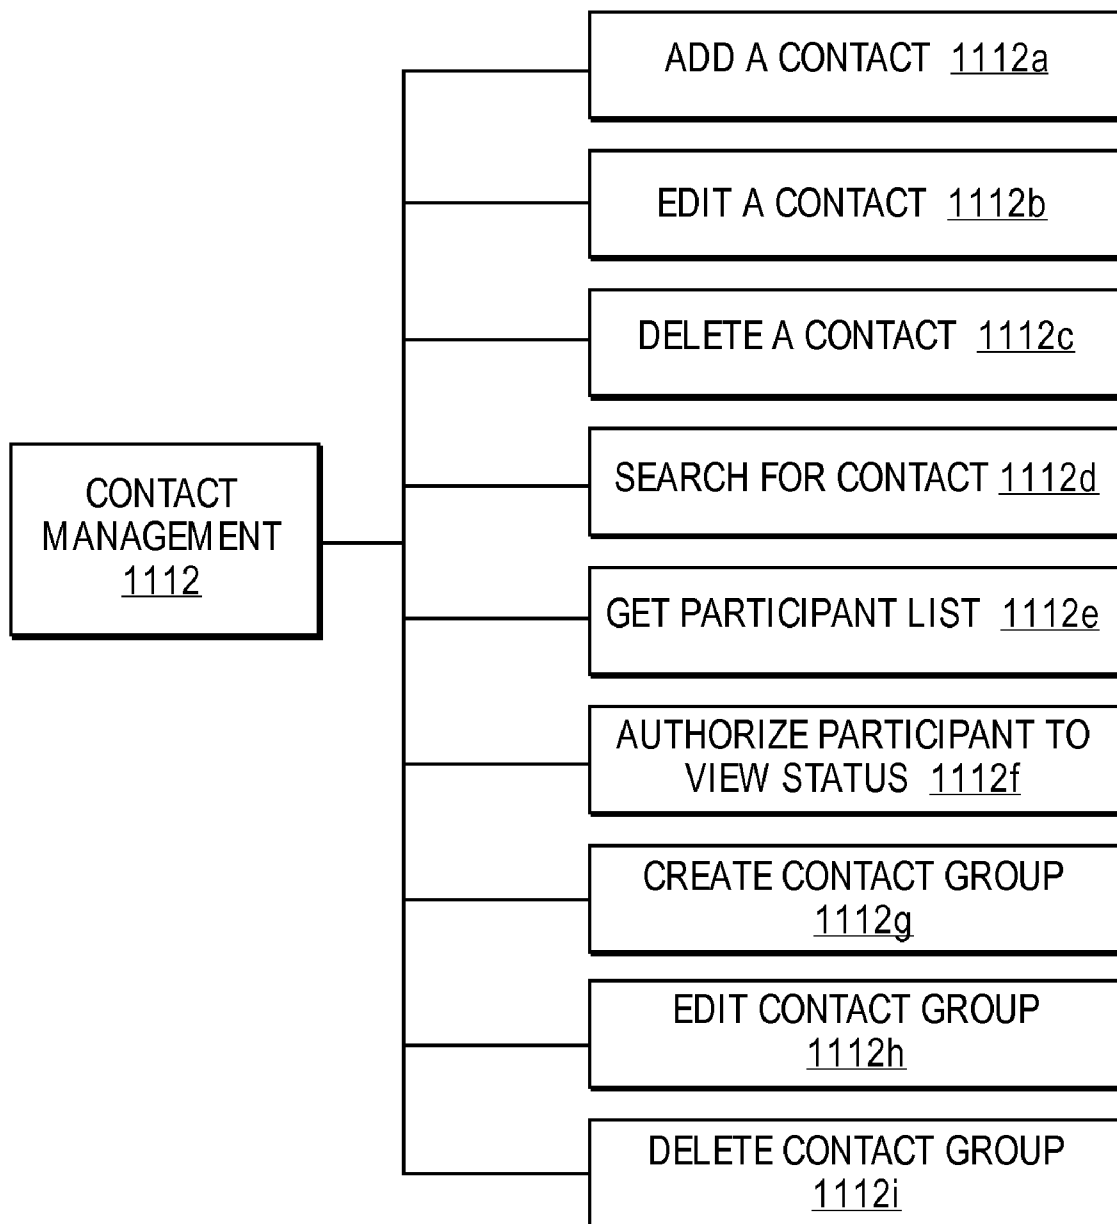 ADD A CONTACT 1112a
EDIT A CONTACT 1112b
DELETE A CONTACT 1112c
SEARCH FOR CONTACT 1112d
CONTACT
MANAGEMENT
1112
GET PARTICIPANT LIST 1112e
AUTHORIZE PARTICIPANT TO
VIEW STATUS 1112f
CREATE CONTACT GROUP
1112g
EDIT CONTACT GROUP
1112h
DELETE CONTACT GROUP
1112i